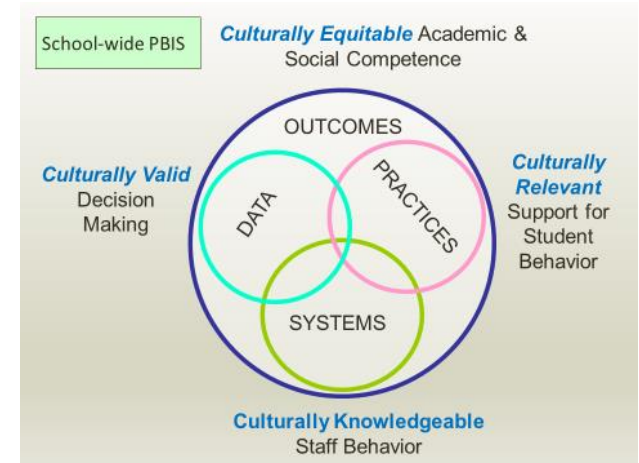 School-wide PBIS
Culturally Equitable Academic &
Social Competence
OUTCOMES
Culturally Valid
Decision
Making
DATA
PRACTICES
Culturally
Relevant
Support for
Student
Behavior
SYSTEMS
Culturally Knowledgeable
Staff Behavior